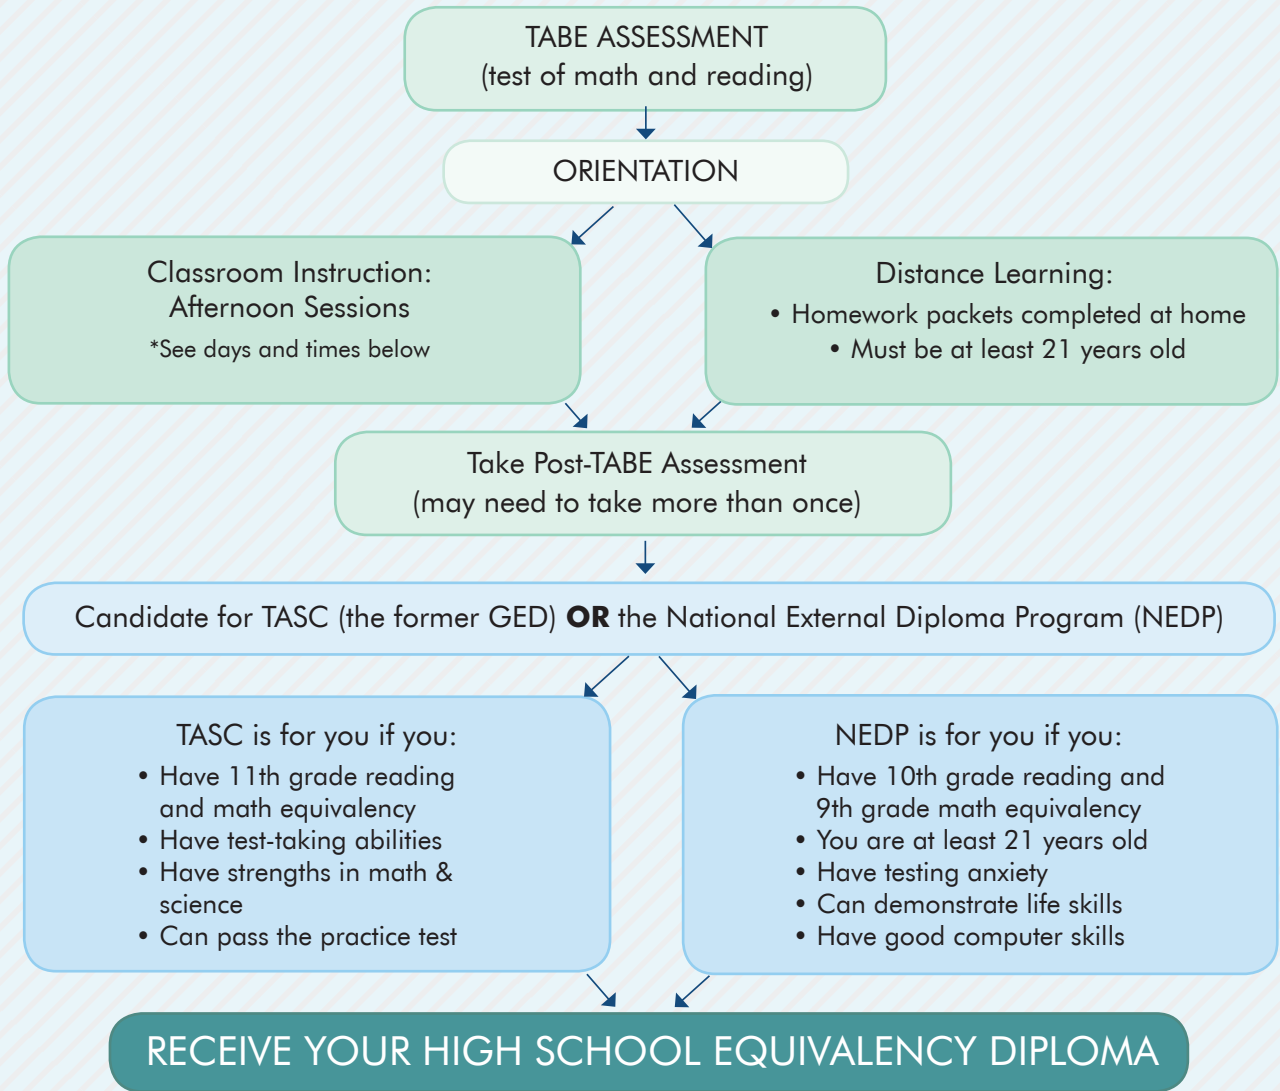 TABE ASSESSMENT
(test of math and reading)
ORIENTATION
Classroom Instruction:
Afternoon Sessions
*See days and times below
Distance Learning:
• Homework packets completed at home
• Must be at least 21 years old
Take Post-TABE Assessment
(may need to take more than once)
Candidate for TASC (the former GED) OR the National External Diploma Program (NEDP)
TASC is for you if you:
• Have 11th grade reading
and math equivalency
• Have test-taking abilities
• Have strengths in math &
science
• Can pass the practice test
NEDP is for you if you:
• Have 10th grade reading and
9th grade math equivalency
• You are at least 21 years old
• Have testing anxiety
• Can demonstrate life skills
• Have good computer skills
RECEIVE YOUR HIGH SCHOOL EQUIVALENCY DIPLOMA